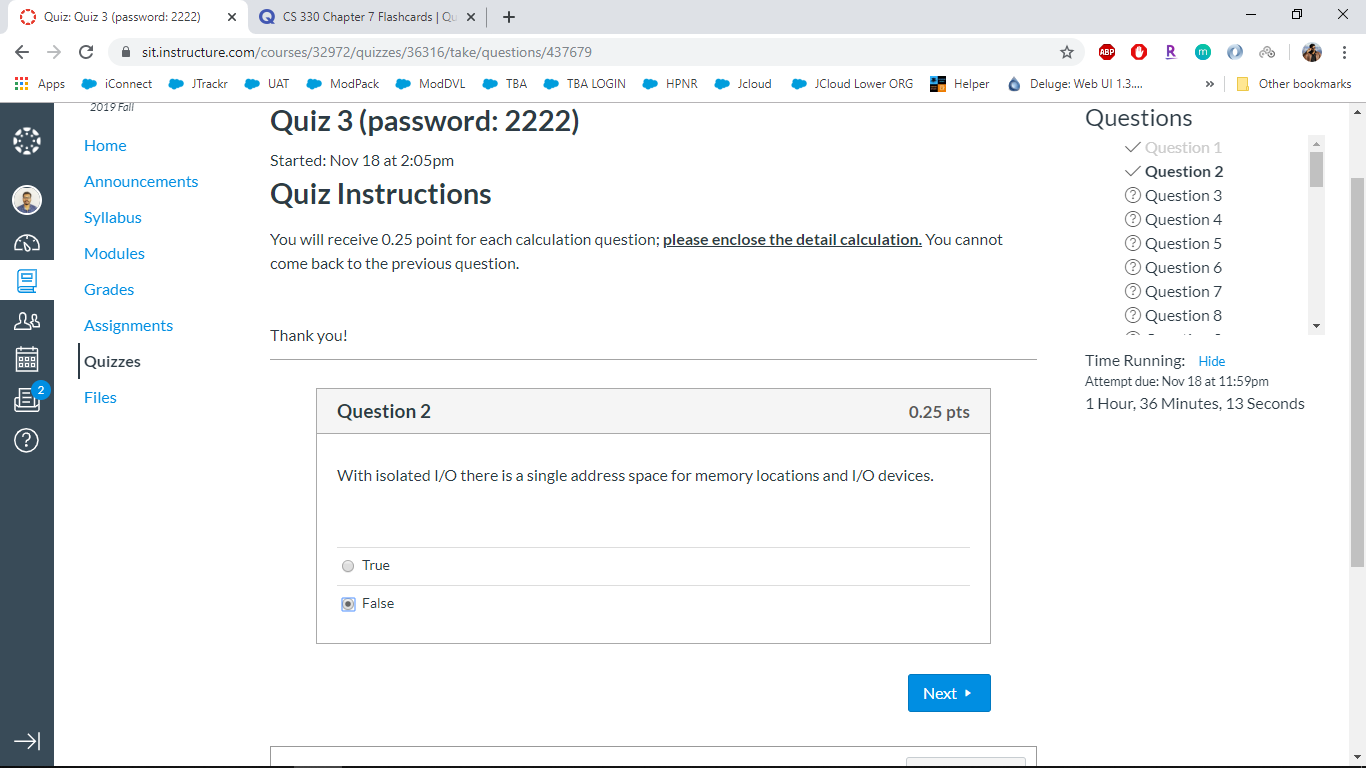 Quiz: Quiz 3 (password: 2222)
CS 330 Chapter 7 Flashcards | Qu
sit.instructure.com/courses/32972/quizzes/36316/take/questions/437679
ABP
R
m
Apps
iConnect
JTrackr
UAT
ModPack
ModDVL
TBA
TBA LOGIN
HPNR
Jcloud
JCloud Lower ORG
Helper
Deluge: Web UI 1.3....
Other bookmarks
2019 Fall
Home
Announcements
Syllabus
Modules
Grades
Assignments
Quizzes
Files
2
Quiz 3 (password: 2222)
Started: Nov 18 at 2:05pm
Quiz Instructions
You will receive 0.25 point for each calculation question; please enclose the detail calculation. You cannot
come back to the previous question.
Thank you!
Question 2
0.25 pts
With isolated I/O there is a single address space for memory locations and I/O devices.
True
False
Next
Questions
Question 1
Question 2
Question 3
Question 4
Question 5
Question 6
Question 7
Question 8
Time Running: Hide
Attempt due: Nov 18 at 11:59pm
1 Hour, 36 Minutes, 13 Seconds